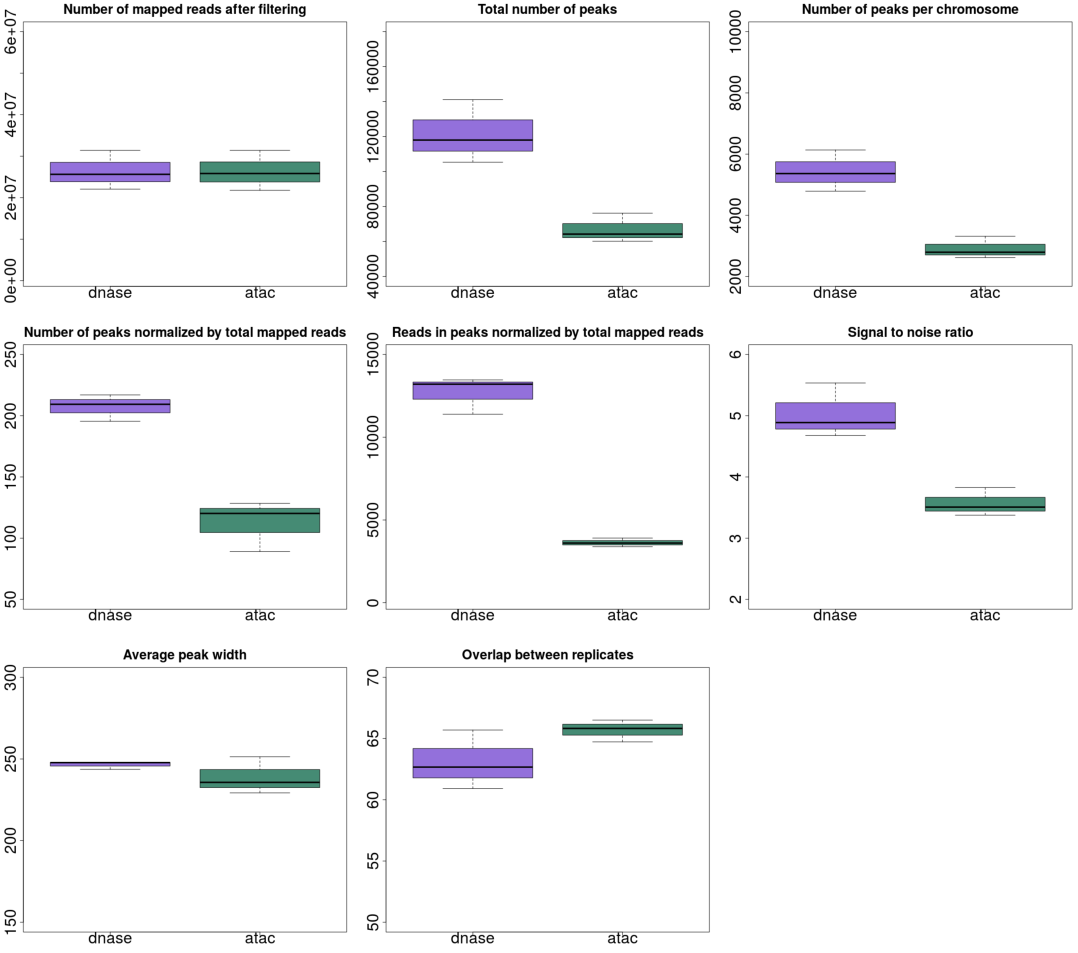 Number of mapped reads after filtering
6e+07
4e+07
2e+07
0e+00
dnase atac
Total number of peaks
160000
120000
80000
40000
dnase atac
Number of peaks per chromosome
10000
8000
6000
4000
2000
dnase atac
Number of peaks normalized by total mapped reads
250
200
150
100
50
dnase atac
Reads in peaks normalized by total mapped reads
15000
10000
5000
0
dnase atac
Signal to noise ratio
6
5
4
3
2
dnase atac
Average peak width
300
250
200
150
dnase atac
Overlap between replicates
70
65
60
55
50
dnase atac